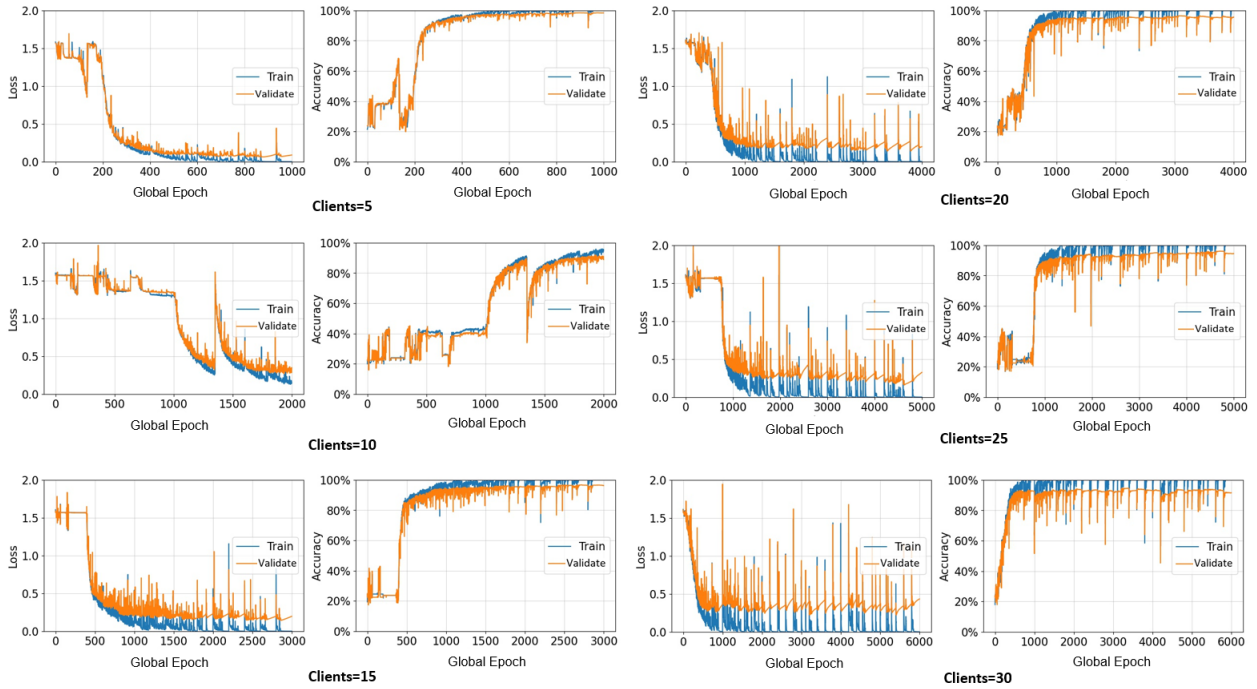 2.0
1.5
1.0
0.5
0.0
Loss
Train
Validate
0 200 400 600 800 1000
Global Epoch
100%
80%
60%
40%
20%
0%
Accuracy
Train
Validate
0 200 400 600 800 1000
Global Epoch
Clients=5
2.0
1.5
1.0
0.5
0.0
Loss
Train
Validate
0 1000 2000 3000 4000
Global Epoch
100%
80%
60%
40%
20%
0%
Accuracy
Train
Validate
0 1000 2000 3000 4000
Global Epoch
Clients=20
2.0
1.5
1.0
0.5
0.0
Loss
Train
Validate
0 500 1000 1500 2000
Global Epoch
100%
80%
60%
40%
20%
0%
Accuracy
Train
Validate
0 500 1000 1500 2000
Global Epoch
Clients=10
2.0
1.5
1.0
0.5
0.0
Loss
Train
Validate
0 1000 2000 3000 4000 5000
Global Epoch
100%
80%
60%
40%
20%
0%
Accuracy
Train
Validate
0 1000 2000 3000 4000 5000
Global Epoch
Clients=25
2.0
1.5
1.0
0.5
0.0
Loss
Train
Validate
0 500 1000 1500 2000 2500 3000
Global Epoch
100%
80%
60%
40%
20%
0%
Accuracy
Train
Validate
0 500 1000 1500 2000 2500 3000
Global Epoch
Clients=15
2.0
1.5
1.0
0.5
0.0
Loss
Train
Validate
0 1000 2000 3000 4000 5000 6000
Global Epoch
100%
80%
60%
40%
20%
0%
Accuracy
Train
Validate
0 1000 2000 3000 4000 5000 6000
Global Epoch
Clients=30